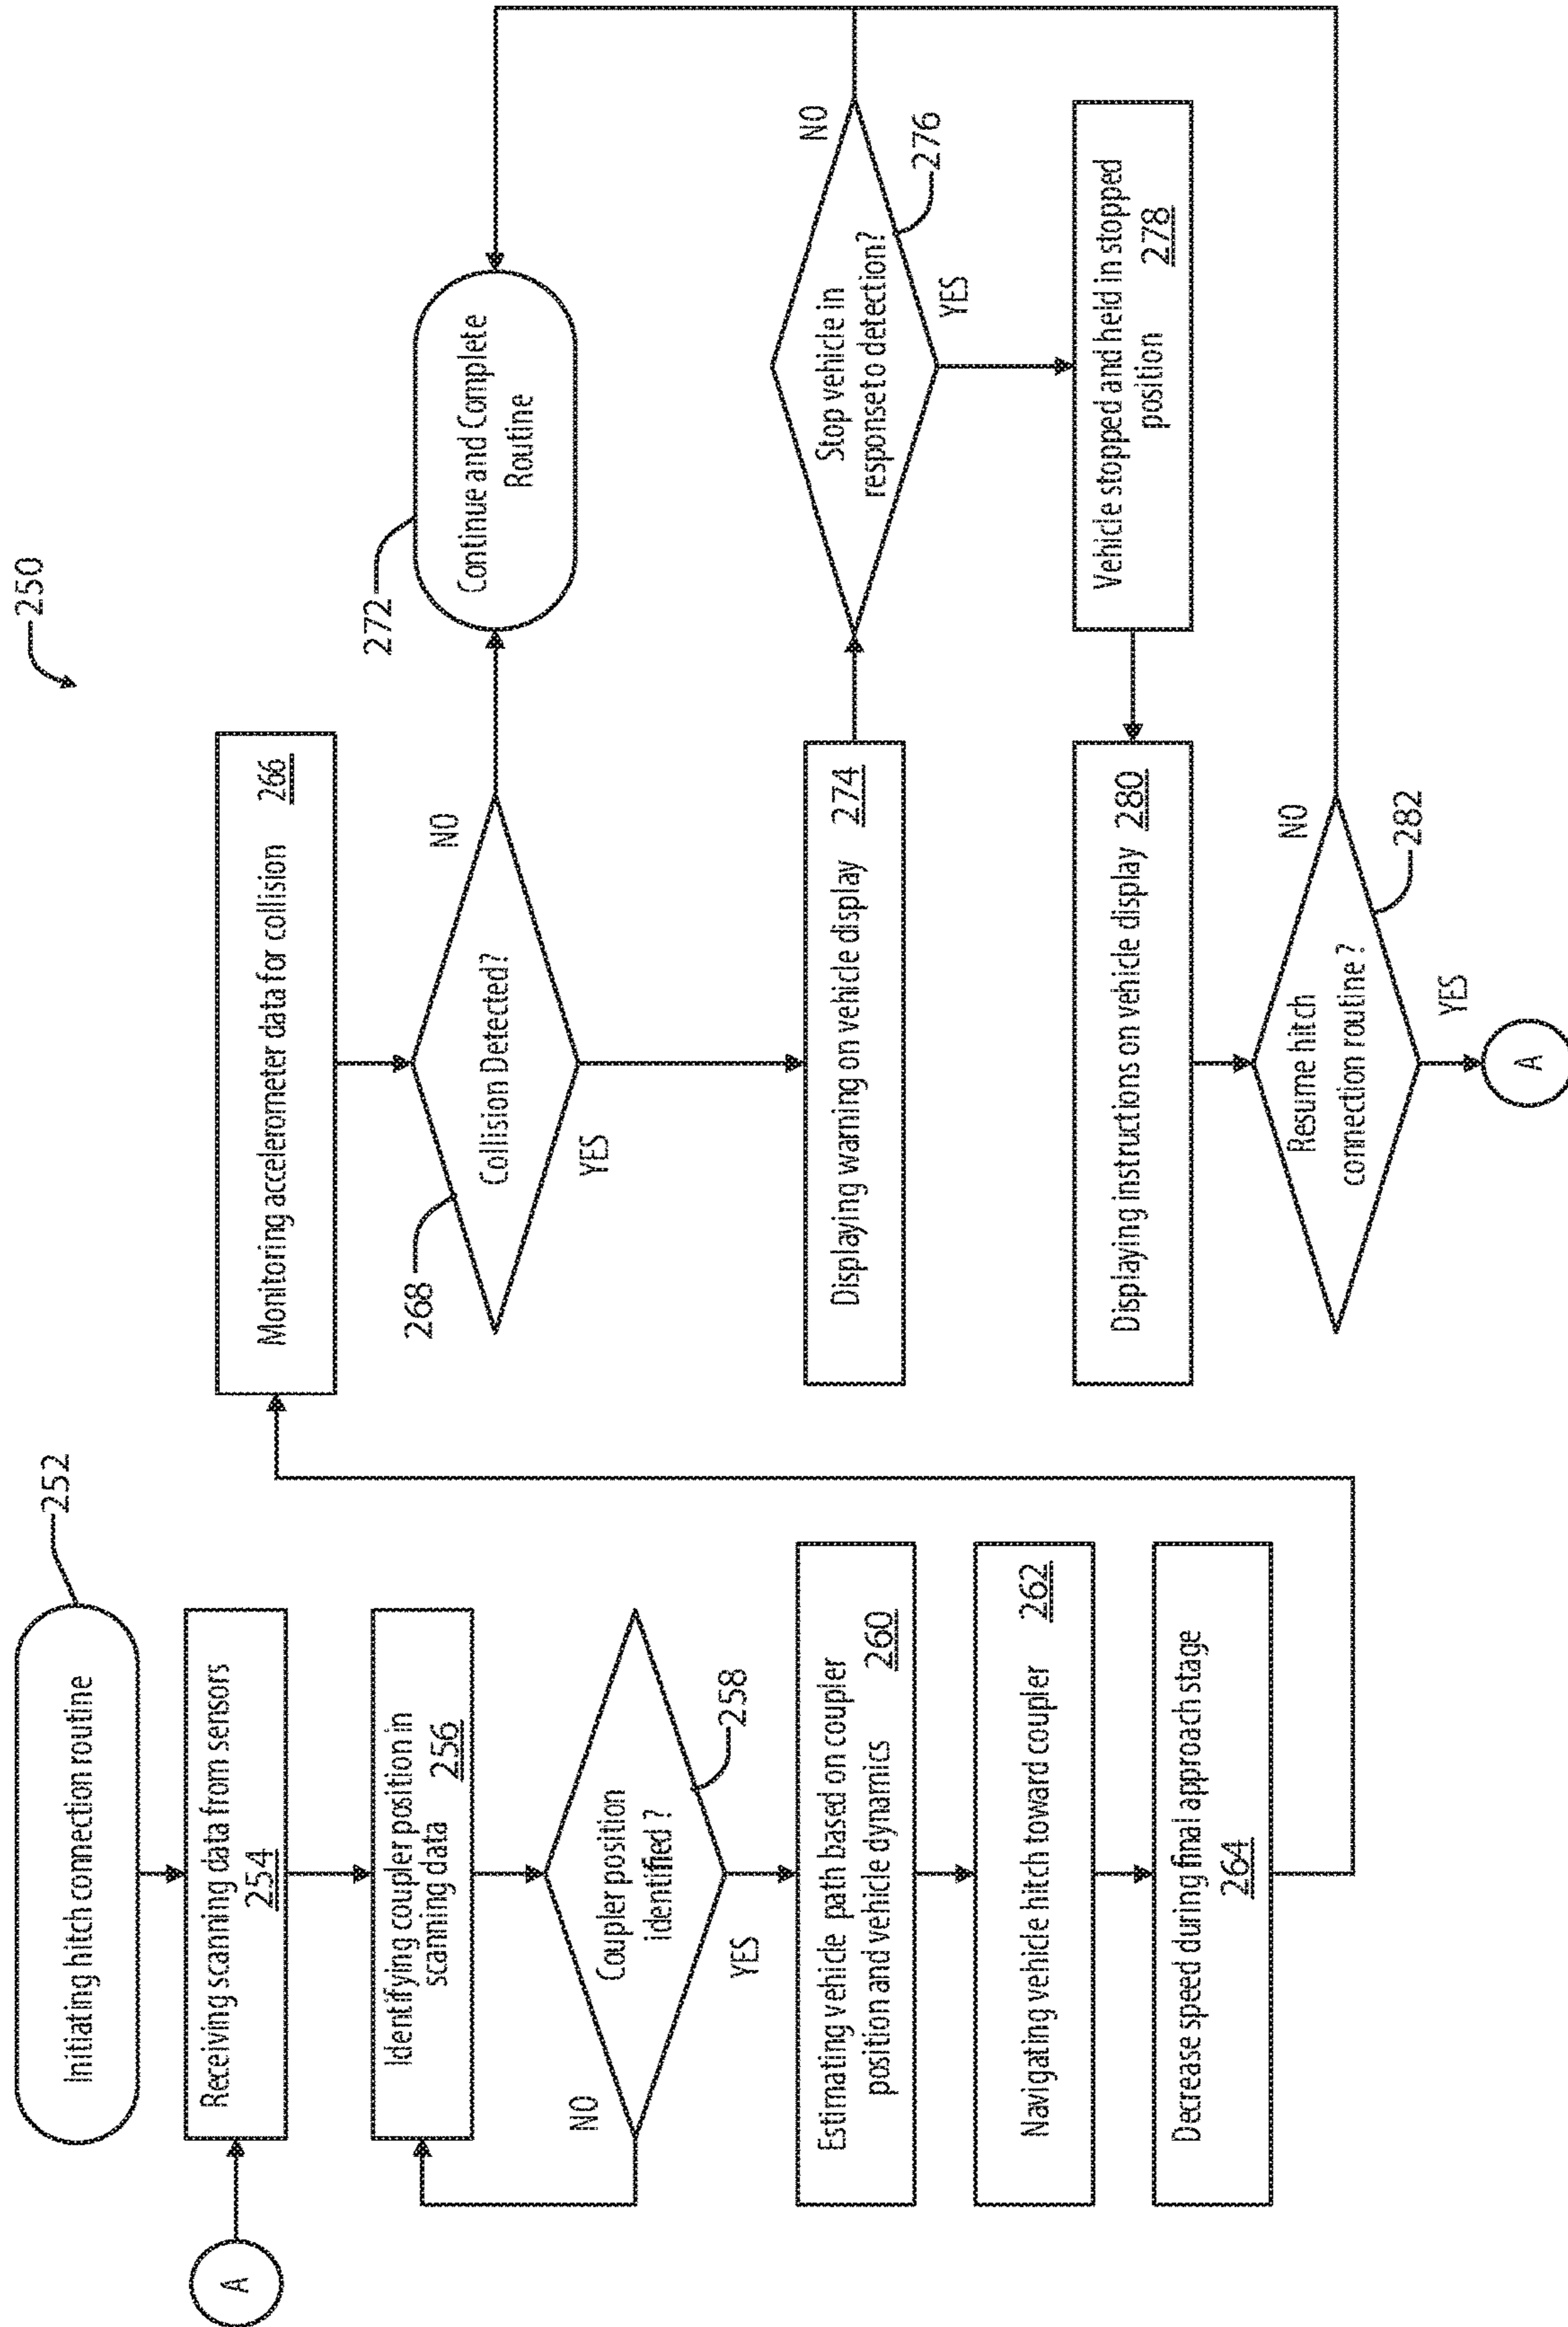 250
252
Initiating hitch connection routine
A
Receiving scanning data from sensors
254
Identifying coupler position in
scanning data 256
Coupler position
identified ?
258
NO
YES
Estimating vehicle path based on coupler
position and vehicle dynamics 260
Navigating vehicle hitch toward coupler 262
Decrease speed during final approach stage
264
Monitoring accelerometer data for collision 266
268
Collision Detected?
NO
YES
272
Continue and Complete
Routine
Displaying warning on vehicle display 274
Stop vehicle in
response to detection?
NO
276
YES
Vehicle stopped and held in stopped
position 278
Displaying instructions on vehicle display 280
Resume hitch
connection routine ?
NO
282
YES
A